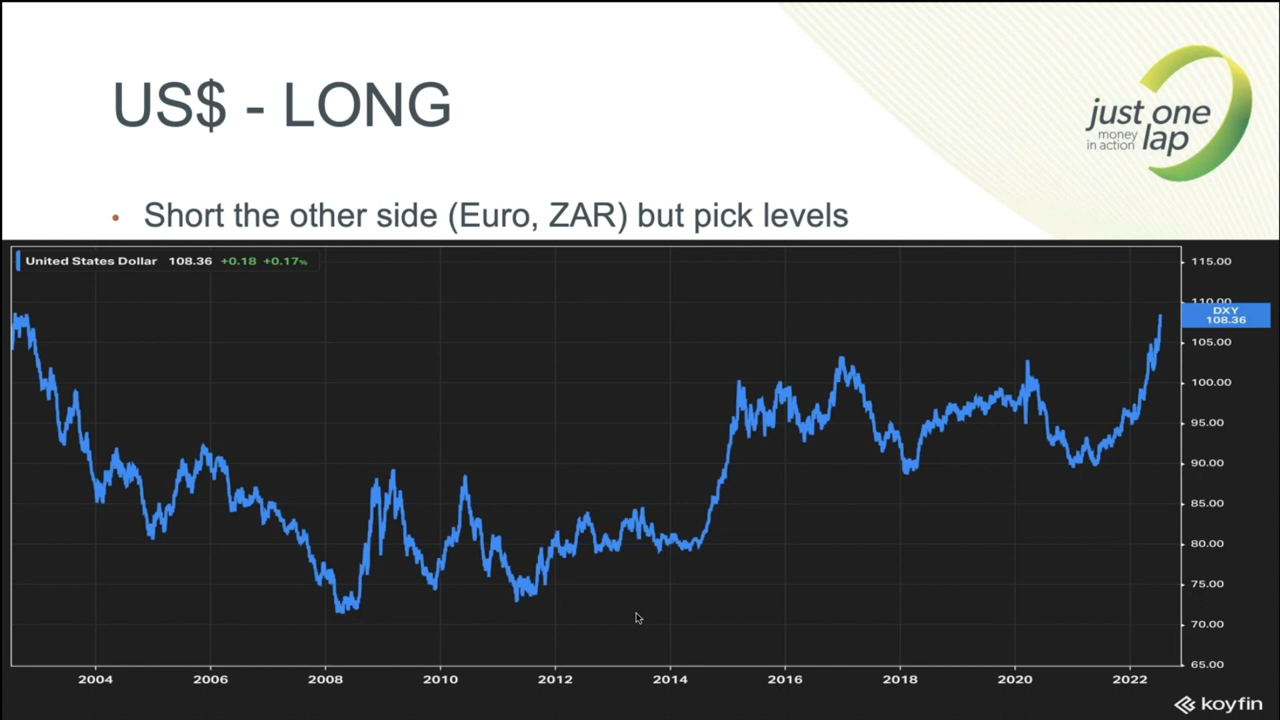 US$ - LONG
just one
money
in action lap
• Short the other side (Euro, ZAR) but pick levels
United States Dollar 108.36 +0.18 +0.17%
115.00
110.00
DXY
108.36
105.00
100.00
95.00
90.00
85.00
80.00
75.00
70.00
65.00
2004 2006 2008 2010 2012 2014 2016 2018 2020 2022
koyfin